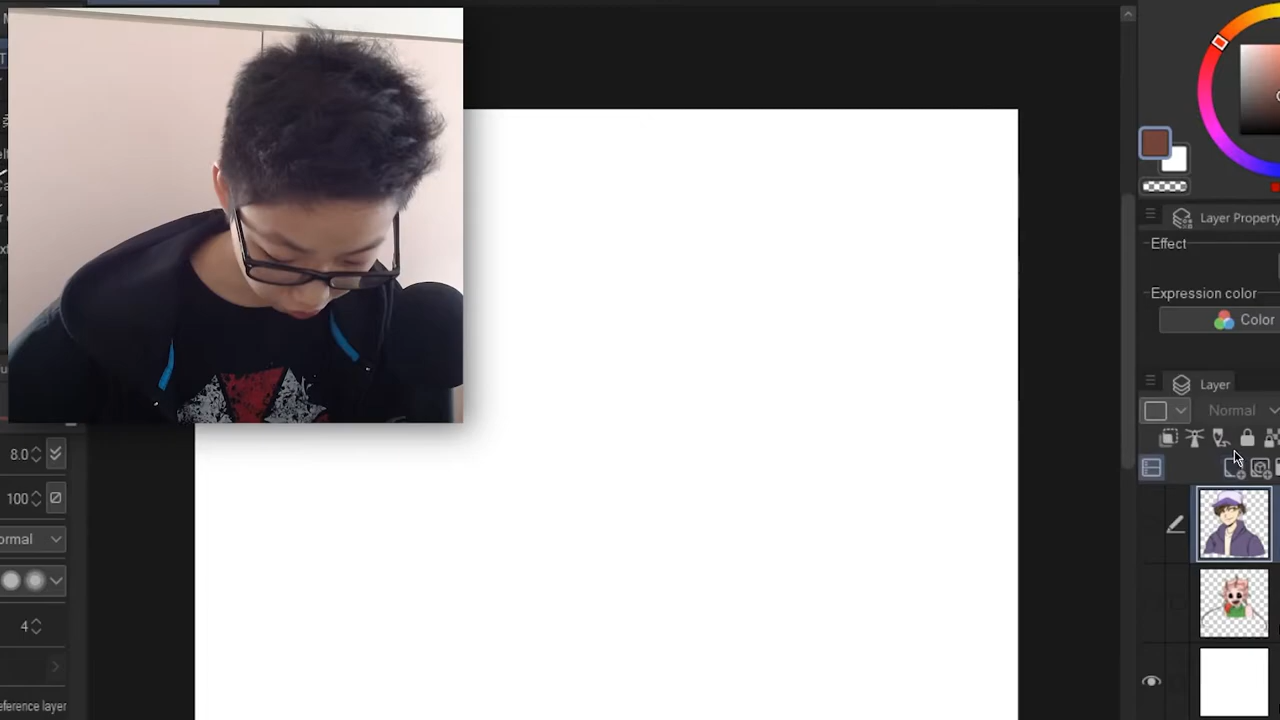 Layer Property
Effect
Expression color
Color
Layer
Normal
8.0
100
ormal
4
eference layer